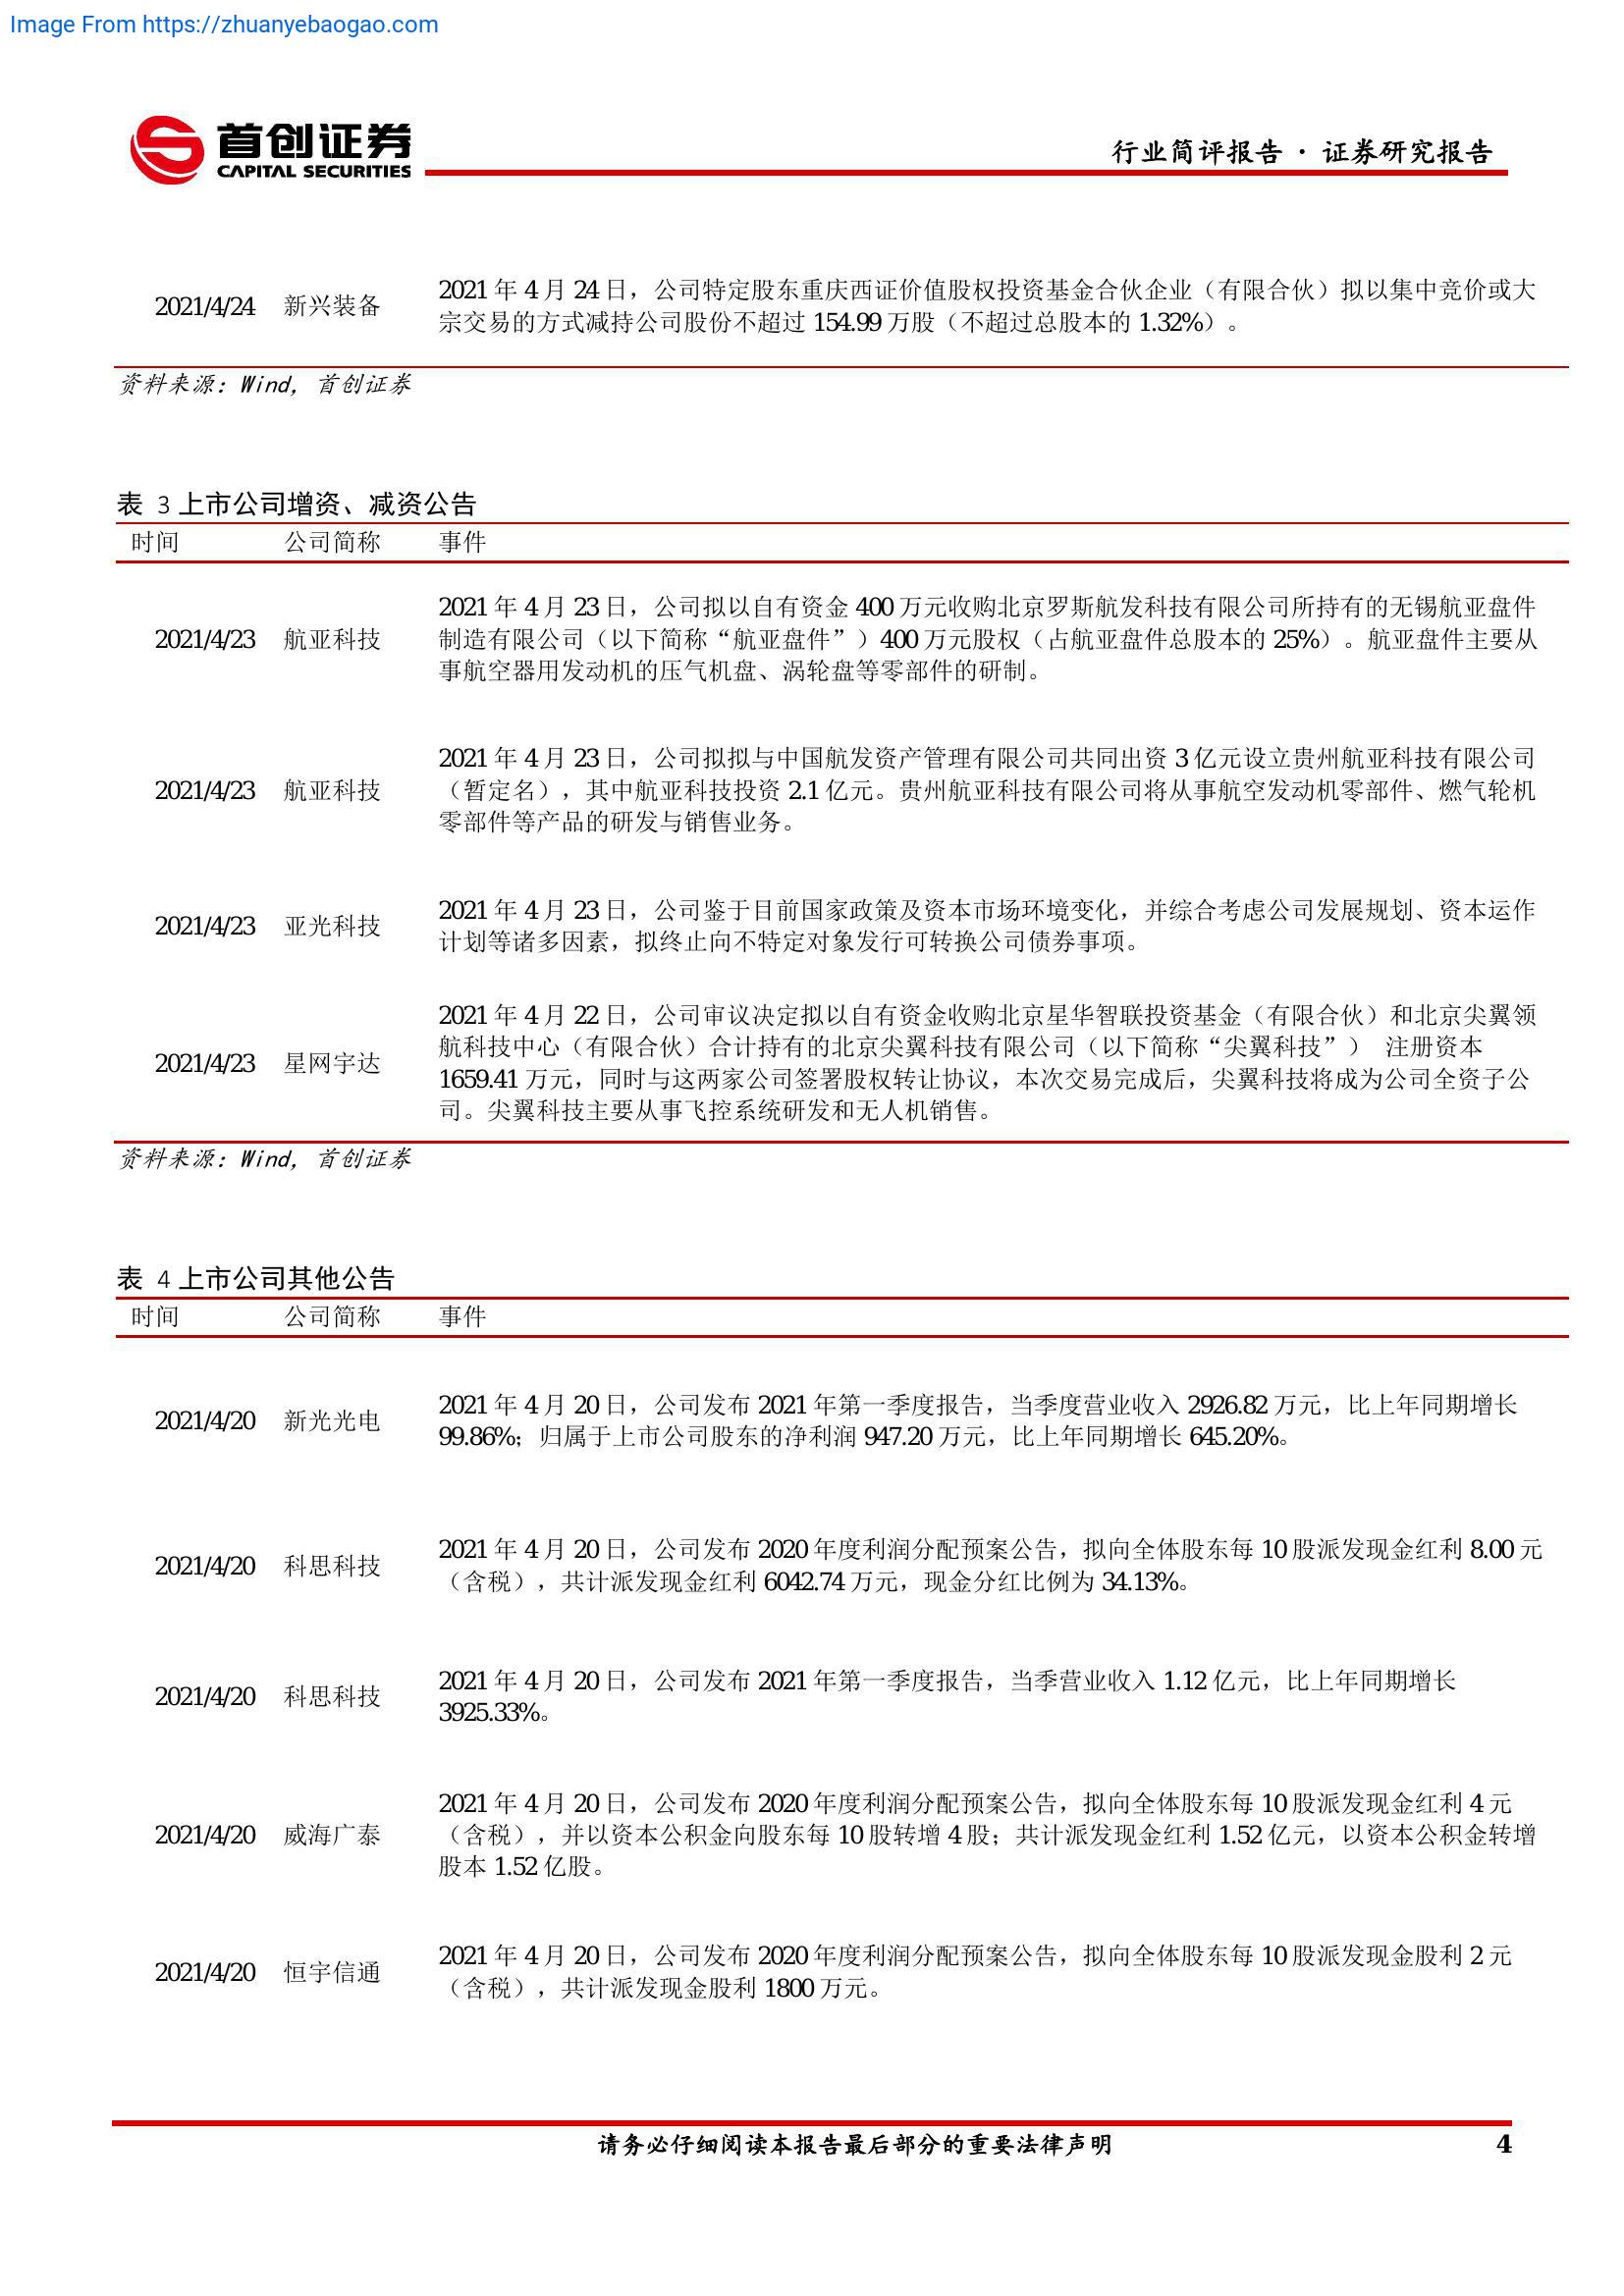 Image From https://zhuanyebaogao.com
首创证券
CAPITAL SECURITIES
行业简评报告 · 证券研究报告
2021/4/24 新兴装备
2021 年 4 月 24 日，公司特定股东重庆西证价值股权投资基金合伙企业（有限合伙）拟以集中竞价或大
宗交易的方式减持公司股份不超过 154.99 万股（不超过总股本的 1.32%）。
资料来源：Wind, 首创证券
表 3 上市公司增资、减资公告
时间 公司简称 事件
2021/4/23 航亚科技
2021 年 4 月 23 日，公司拟以自有资金 400 万元收购北京罗斯航发科技有限公司所持有的无锡航亚盘件
制造有限公司（以下简称“航亚盘件”）400 万元股权（占航亚盘件总股本的 25%）。航亚盘件主要从
事航空器用发动机的压气机盘、涡轮盘等零部件的研制。
2021/4/23 航亚科技
2021 年 4 月 23 日，公司拟拟与中国航发资产管理有限公司共同出资 3 亿元设立贵州航亚科技有限公司
（暂定名），其中航亚科技投资 2.1 亿元。贵州航亚科技有限公司将从事航空发动机零部件、燃气轮机
零部件等产品的研发与销售业务。
2021/4/23 亚光科技
2021 年 4 月 23 日，公司鉴于目前国家政策及资本市场环境变化，并综合考虑公司发展规划、资本运作
计划等诸多因素，拟终止向不特定对象发行可转换公司债券事项。
2021/4/23 星网宇达
2021 年 4 月 22 日，公司审议决定拟以自有资金收购北京星华智联投资基金（有限合伙）和北京尖翼领
航科技中心（有限合伙）合计持有的北京尖翼科技有限公司（以下简称“尖翼科技”） 注册资本
1659.41 万元，同时与这两家公司签署股权转让协议，本次交易完成后，尖翼科技将成为公司全资子公
司。尖翼科技主要从事飞控系统研发和无人机销售。
资料来源：Wind, 首创证券
表 4 上市公司其他公告
时间 公司简称 事件
2021/4/20 新光光电
2021 年 4 月 20 日，公司发布 2021 年第一季度报告，当季度营业收入 2926.82 万元，比上年同期增长
99.86%；归属于上市公司股东的净利润 947.20 万元，比上年同期增长 645.20%。
2021/4/20 科思科技
2021 年 4 月 20 日，公司发布 2020 年度利润分配预案公告，拟向全体股东每 10 股派发现金红利 8.00 元
（含税），共计派发现金红利 6042.74 万元，现金分红比例为 34.13%。
2021/4/20 科思科技
2021 年 4 月 20 日，公司发布 2021 年第一季度报告，当季营业收入 1.12 亿元，比上年同期增长
3925.33%。
2021/4/20 威海广泰
2021 年 4 月 20 日，公司发布 2020 年度利润分配预案公告，拟向全体股东每 10 股派发现金红利 4 元
（含税），并以资本公积金向股东每 10 股转增 4 股；共计派发现金红利 1.52 亿元，以资本公积金转增
股本 1.52 亿股。
2021/4/20 恒宇信通
2021 年 4 月 20 日，公司发布 2020 年度利润分配预案公告，拟向全体股东每 10 股派发现金股利 2 元
（含税），共计派发现金股利 1800 万元。
请务必仔细阅读本报告最后部分的重要法律声明 4